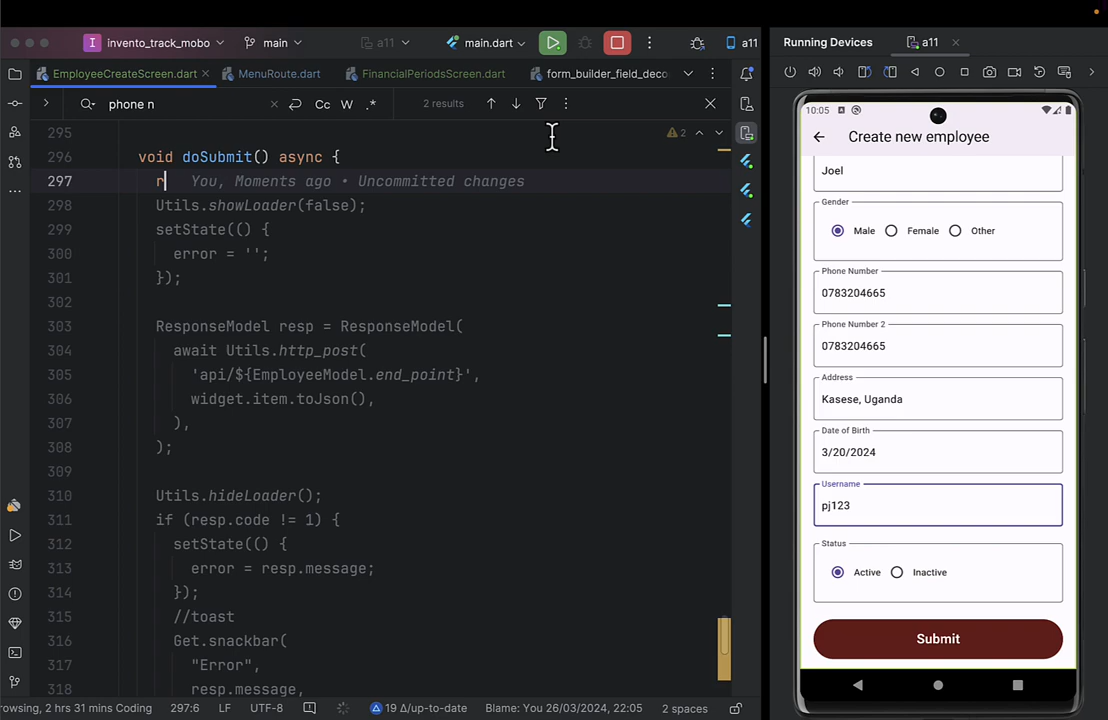 I invento_track_mobo main a11 main.dart a11
Running Devices a11
EmployeeCreateScreen.dart MenuRoute.dart FinancialPeriodsScreen.dart form_builder_field_deco
phone n Cc W .* 2 results
295
296 void doSubmit() async {
297 r You, Moments ago • Uncommitted changes
298 Utils.showLoader(false);
299 setState(() {
300 error = '';
301 });
302
303 ResponseModel resp = ResponseModel(
304 await Utils.http_post(
305 'api/${EmployeeModel.end_point}',
306 widget.item.toJson(),
307 ),
308 );
309
310 Utils.hideLoader();
311 if (resp.code != 1) {
312 setState(() {
313 error = resp.message;
314 });
315 //toast
316 Get.snackbar(
317 "Error",
318 resp.message,
2
rowsing, 2 hrs 31 mins Coding 297:6 LF UTF-8 19 Δ/up-to-date Blame: You 26/03/2024, 22:05 2 spaces
10:05
Create new employee
Joel
Gender
Male Female Other
Phone Number
0783204665
Phone Number 2
0783204665
Address
Kasese, Uganda
Date of Birth
3/20/2024
Username
pj123
Status
Active Inactive
Submit